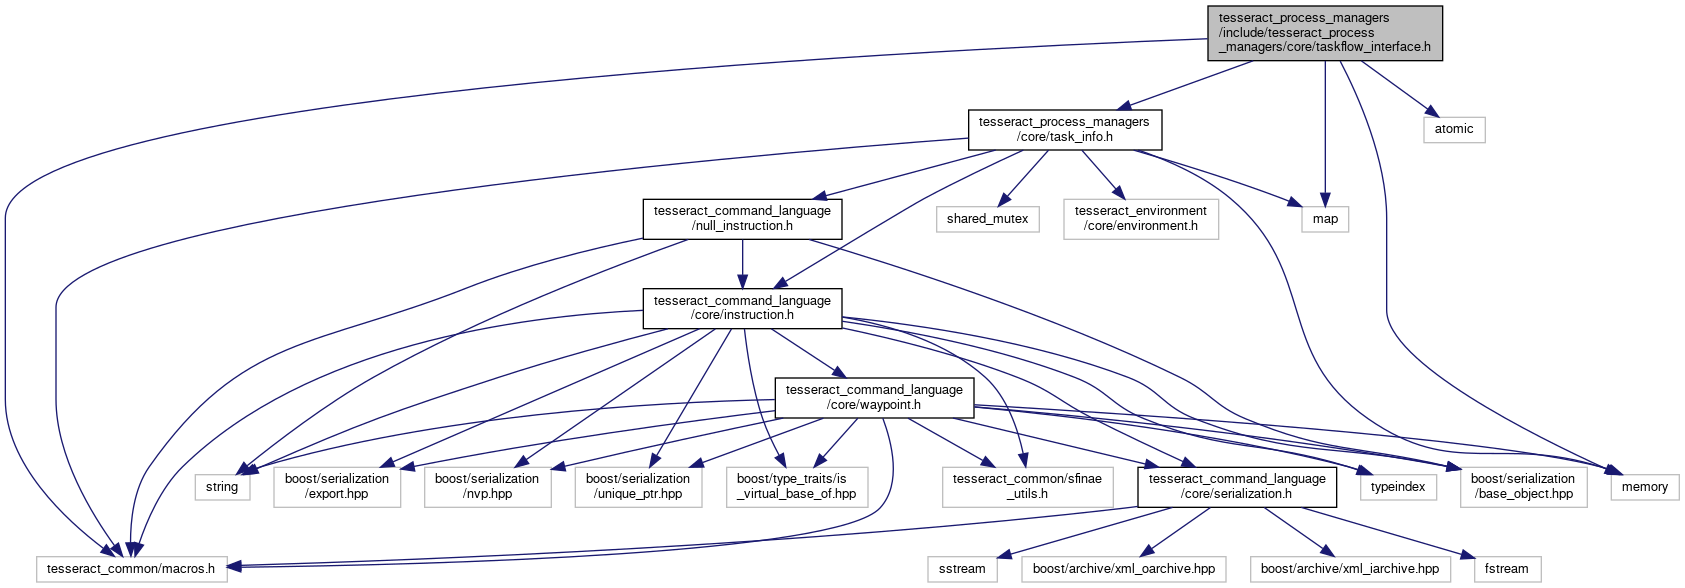 tesseract_process_managers
/include/tesseract_process
_managers/core/taskflow_interface.h
tesseract_process_managers
/core/task_info.h
atomic
tesseract_command_language
/null_instruction.h
shared_mutex
tesseract_environment
/core/environment.h
map
tesseract_command_language
/core/instruction.h
tesseract_command_language
/core/waypoint.h
string
boost/serialization
/export.hpp
boost/serialization
/nvp.hpp
boost/serialization
/unique_ptr.hpp
boost/type_traits/is
_virtual_base_of.hpp
tesseract_common/sfinae
_utils.h
tesseract_command_language
/core/serialization.h
typeindex
boost/serialization
/base_object.hpp
memory
tesseract_common/macros.h
sstream
boost/archive/xml_oarchive.hpp
boost/archive/xml_iarchive.hpp
fstream